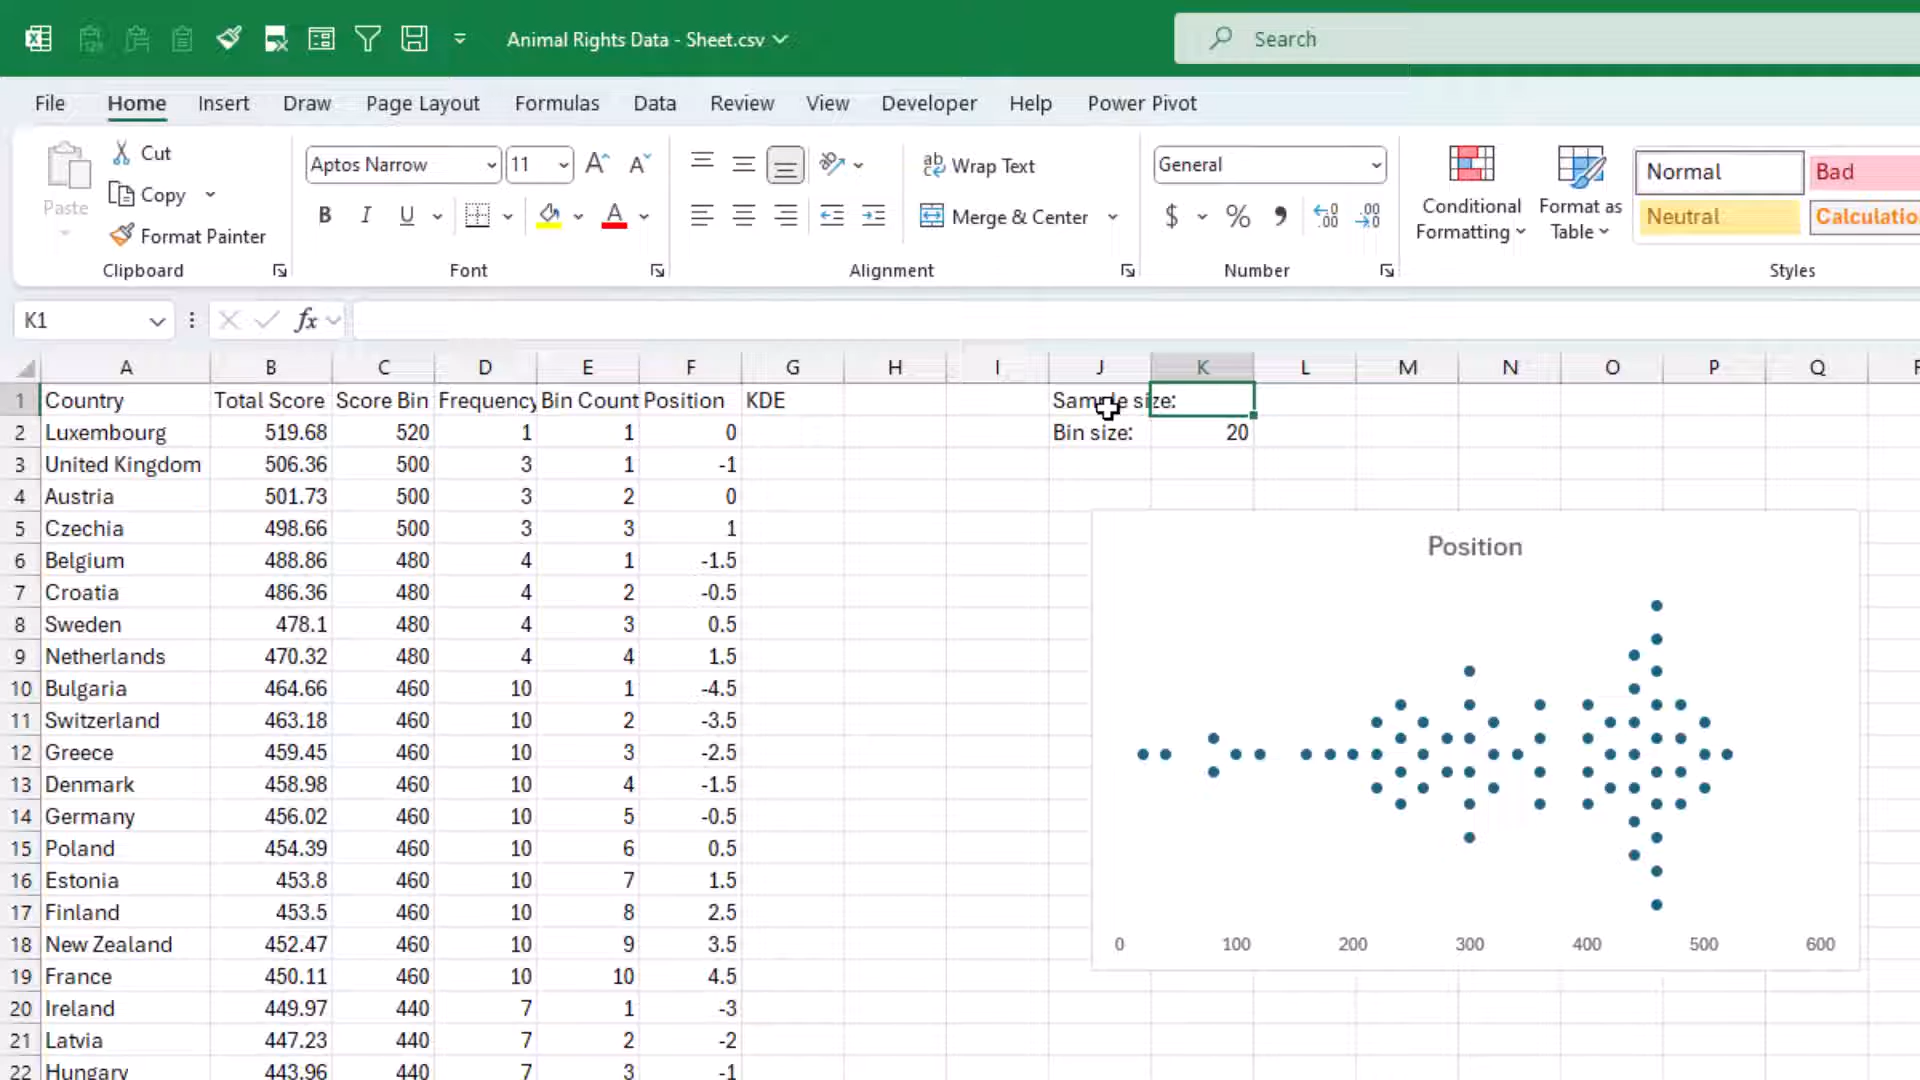 Animal Rights Data - Sheet.csv
Search
File Home Insert Draw Page Layout Formulas Data Review View Developer Help Power Pivot
Paste
Cut
Copy
Format Painter
Clipboard
Aptos Narrow 11
B I U
Font
Wrap Text
Merge & Center
Alignment
General
$ %
Number
Conditional Formatting
Format as Table
Normal Bad
Neutral Calculatio
Styles
K1
fx
A B C D E F G H I J K L M N O P Q
1 Country Total Score Score Bin Frequency Bin Count Position KDE Sample size:
2 Luxembourg 519.68 520 1 1 0 Bin size: 20
3 United Kingdom 506.36 500 3 1 -1
4 Austria 501.73 500 3 2 0
5 Czechia 498.66 500 3 3 1
6 Belgium 488.86 480 4 1 -1.5
7 Croatia 486.36 480 4 2 -0.5
8 Sweden 478.1 480 4 3 0.5
9 Netherlands 470.32 480 4 4 1.5
10 Bulgaria 464.66 460 10 1 -4.5
11 Switzerland 463.18 460 10 2 -3.5
12 Greece 459.45 460 10 3 -2.5
13 Denmark 458.98 460 10 4 -1.5
14 Germany 456.02 460 10 5 -0.5
15 Poland 454.39 460 10 6 0.5
16 Estonia 453.8 460 10 7 1.5
17 Finland 453.5 460 10 8 2.5
18 New Zealand 452.47 460 10 9 3.5
19 France 450.11 460 10 10 4.5
20 Ireland 449.97 440 7 1 -3
21 Latvia 447.23 440 7 2 -2
22 Hungary 443.96 440 7 3 -1
Position
0 100 200 300 400 500 600